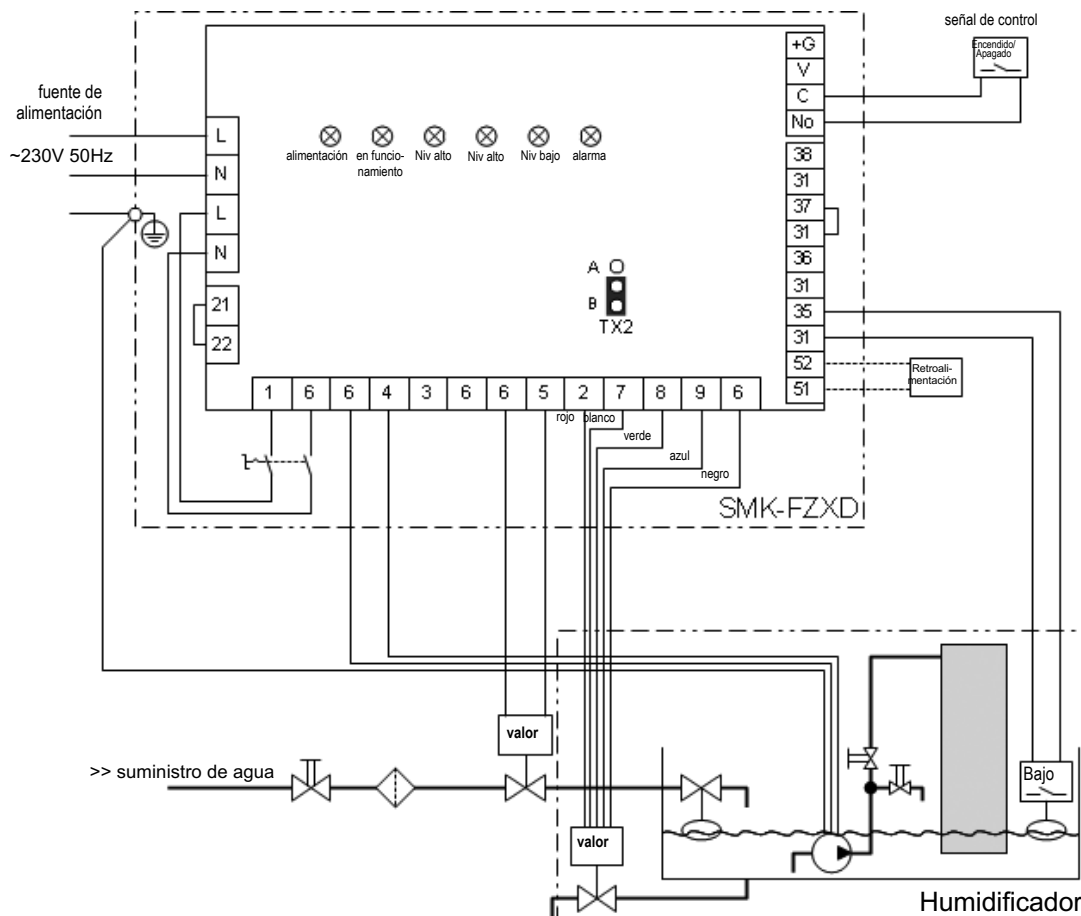 señal de control
Encendido/
Apagado
fuente de
alimentación
~230V 50Hz
L
N
L
N
21
22
alimentación
en funcio-
namiento
Niv alto
Niv alto
Niv bajo
alarma
A
B
TX2
+G
V
C
No
38
31
37
31
36
31
35
31
52
51
Retroali-
mentación
1 6 6 4 3 6 6 5 2 7 8 9 6
rojo
blanco
verde
azul
negro
SMK-FZXD
valor
>> suministro de agua
valor
Bajo
Humidificador